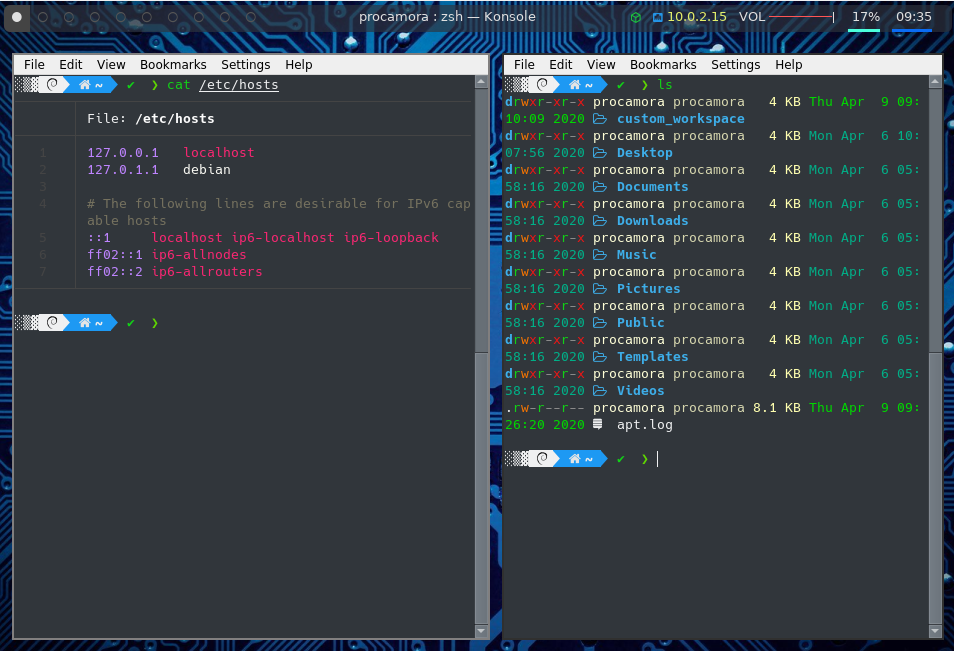 procamora : zsh — Konsole
10.0.2.15 VOL 17% 09:35
File Edit View Bookmarks Settings Help
~ ✔ ❯ cat /etc/hosts
File: /etc/hosts
1 127.0.0.1 localhost
2 127.0.1.1 debian
3
4 # The following lines are desirable for IPv6 cap
able hosts
5 ::1 localhost ip6-localhost ip6-loopback
6 ff02::1 ip6-allnodes
7 ff02::2 ip6-allrouters
~ ✔ ❯
File Edit View Bookmarks Settings Help
~ ✔ ❯ ls
drwxr-xr-x procamora procamora 4 KB Thu Apr 9 09:
10:09 2020 custom_workspace
drwxr-xr-x procamora procamora 4 KB Mon Apr 6 10:
07:56 2020 Desktop
drwxr-xr-x procamora procamora 4 KB Mon Apr 6 05:
58:16 2020 Documents
drwxr-xr-x procamora procamora 4 KB Mon Apr 6 05:
58:16 2020 Downloads
drwxr-xr-x procamora procamora 4 KB Mon Apr 6 05:
58:16 2020 Music
drwxr-xr-x procamora procamora 4 KB Mon Apr 6 05:
58:16 2020 Pictures
drwxr-xr-x procamora procamora 4 KB Mon Apr 6 05:
58:16 2020 Public
drwxr-xr-x procamora procamora 4 KB Mon Apr 6 05:
58:16 2020 Templates
drwxr-xr-x procamora procamora 4 KB Mon Apr 6 05:
58:16 2020 Videos
.rw-r--r-- procamora procamora 8.1 KB Thu Apr 9 09:
26:20 2020 apt.log
~ ✔ ❯